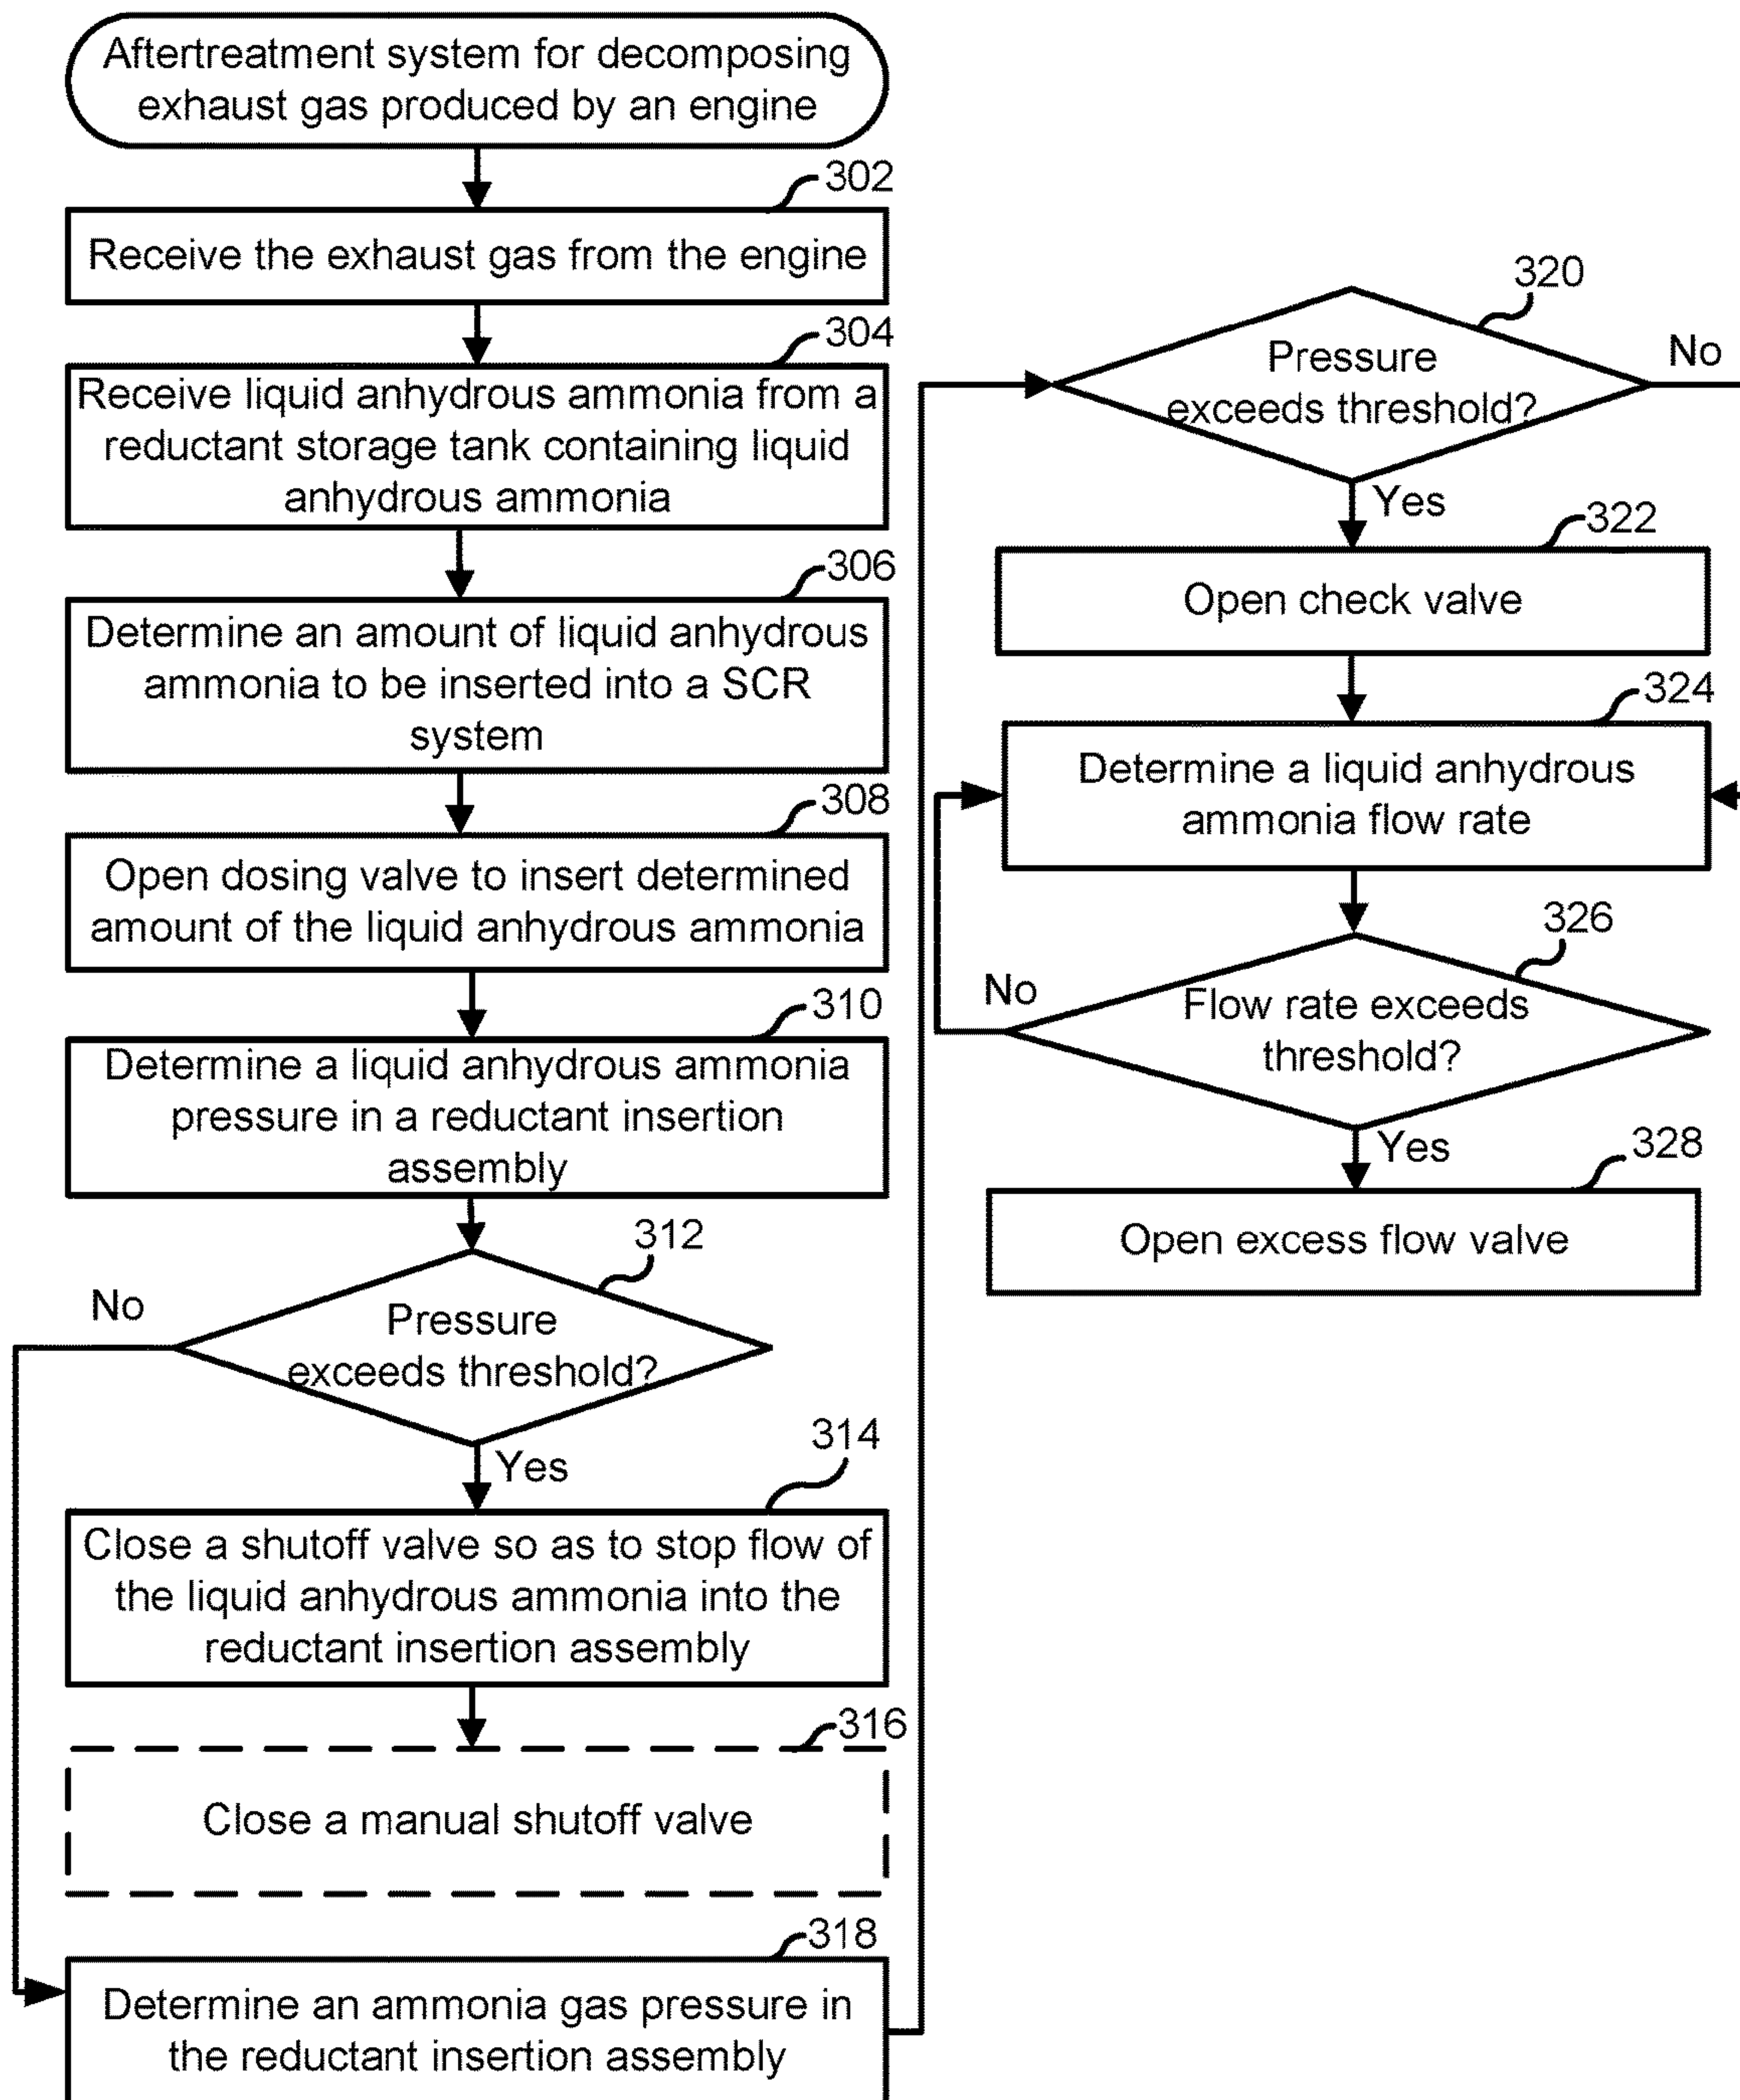 Aftertreatment system for decomposing
exhaust gas produced by an engine
302
Receive the exhaust gas from the engine
304
Receive liquid anhydrous ammonia from a
reductant storage tank containing liquid
anhydrous ammonia
306
Determine an amount of liquid anhydrous
ammonia to be inserted into a SCR
system
308
Open dosing valve to insert determined
amount of the liquid anhydrous ammonia
310
Determine a liquid anhydrous ammonia
pressure in a reductant insertion
assembly
312
No
Pressure
exceeds threshold?
Yes
314
Close a shutoff valve so as to stop flow of
the liquid anhydrous ammonia into the
reductant insertion assembly
316
Close a manual shutoff valve
318
Determine an ammonia gas pressure in
the reductant insertion assembly
320
No
Pressure
exceeds threshold?
Yes
322
Open check valve
324
Determine a liquid anhydrous
ammonia flow rate
326
No
Flow rate exceeds
threshold?
Yes
328
Open excess flow valve